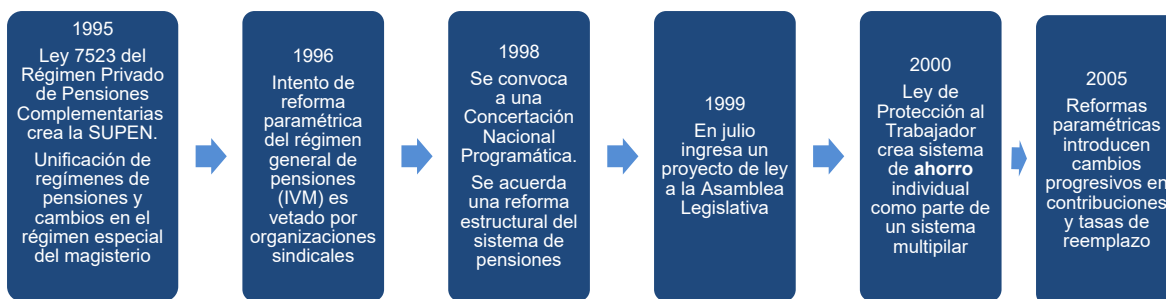 1995
Ley 7523 del
Régimen Privado
de Pensiones
Complementarias
crea la SUPEN.
Unificación de
regímenes de
pensiones y
cambios en el
régimen especial
del magisterio
1996
Intento de
reforma
paramétrica
del régimen
general de
pensiones
(IVM) es
vetado por
organizaciones
sindicales
1998
Se convoca
a una
Concertación
Nacional
Programática.
Se acuerda
una reforma
estructural del
sistema de
pensiones
1999
En julio
ingresa un
proyecto de ley
a la Asamblea
Legislativa
2000
Ley de
Protección al
Trabajador
crea sistema
de ahorro
individual
como parte de
un sistema
multipilar
2005
Reformas
paramétricas
introducen
cambios
progresivos en
contribuciones
y tasas de
reemplazo